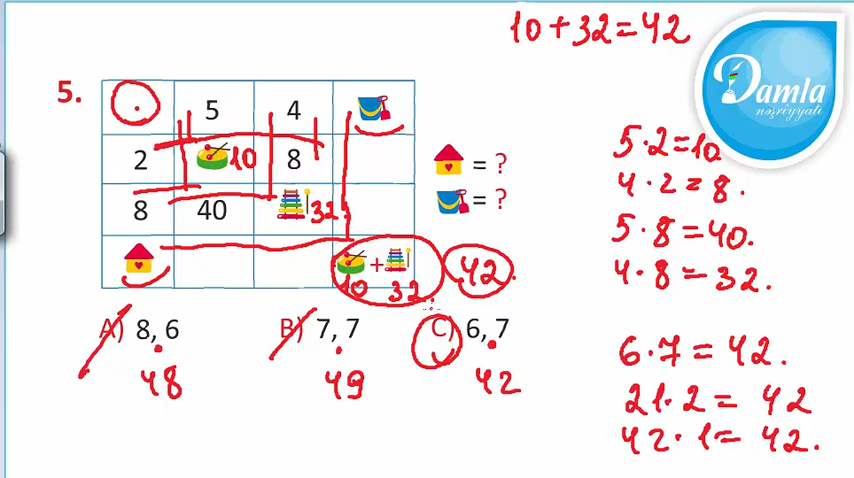 10+32=42
Damla
nəşriyyatı
5.
. 5 4
2 10 8
8 40 32
+ 42
10 32
= ?
= ?
5·2=10
4·2=8.
5·8=40.
4·8=32.
A) 8, 6 B) 7, 7 C) 6, 7
48 49 42
6·7=42.
21·2=42
42·1=42.